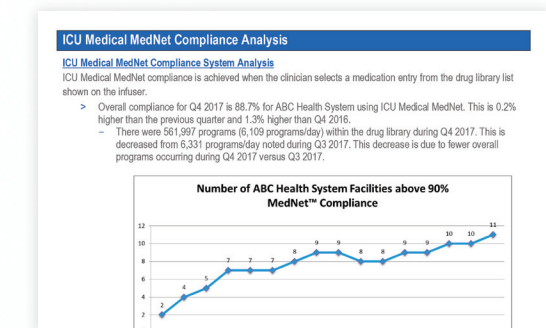 ICU Medical MedNet Compliance Analysis
ICU Medical MedNet Compliance System Analysis
ICU Medical MedNet compliance is achieved when the clinician selects a medication entry from the drug library list
shown on the infuser.
> Overall compliance for Q4 2017 is 88.7% for ABC Health System using ICU Medical MedNet. This is 0.2%
higher than the previous quarter and 1.3% higher than Q4 2016.
– There were 561,997 programs (6,109 programs/day) within the drug library during Q4 2017. This is
decreased from 6,331 programs/day noted during Q3 2017. This decrease is due to fewer overall
programs occurring during Q4 2017 versus Q3 2017.
Number of ABC Health System Facilities above 90%
MedNet™ Compliance
12
10
8
6
4
2
2 4 5 7 7 7 8 9 9 8 8 9 9 10 10 11